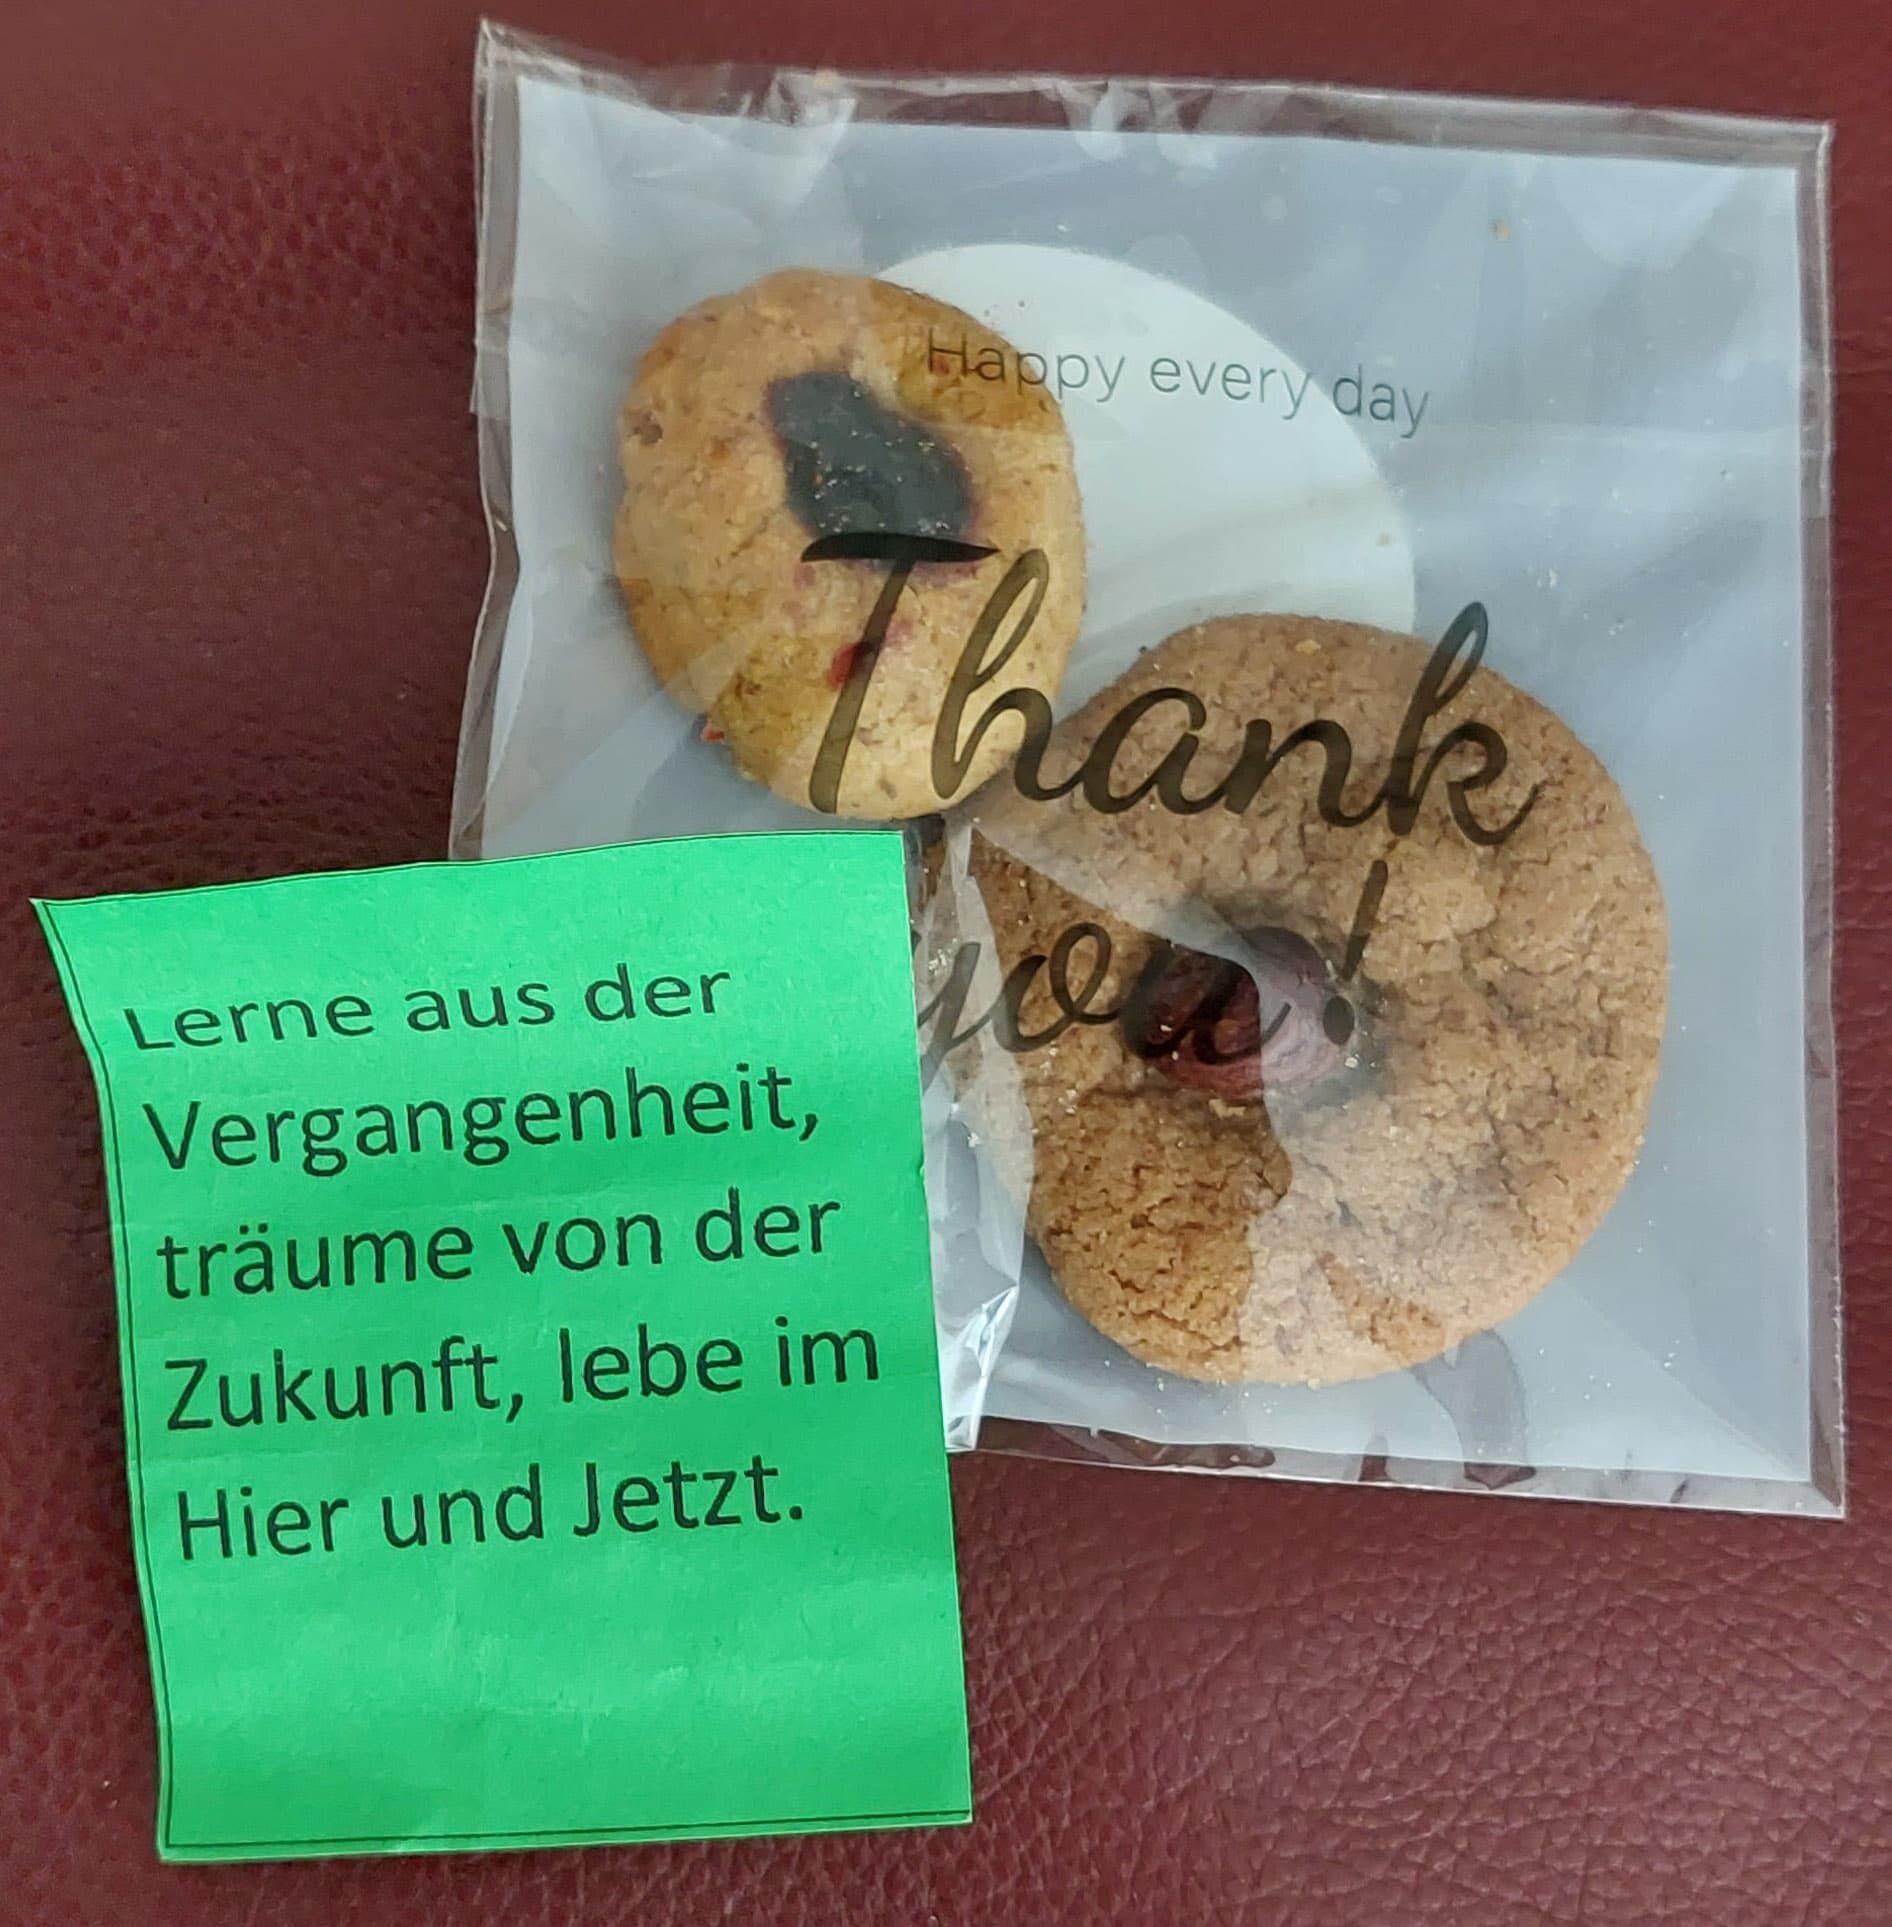 Happy every day
Thank
you!
Lerne aus der
Vergangenheit,
träume von der
Zukunft, lebe im
Hier und Jetzt.